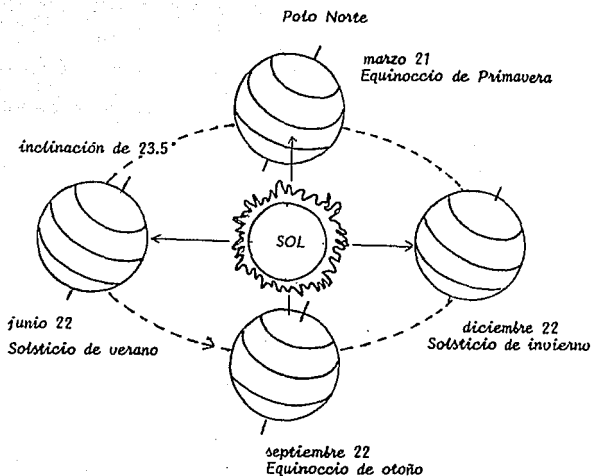 Polo Norte
marzo 21
Equinoccio de Primavera
inclinación de 23.5°
SOL
junio 22
Solsticio de verano
diciembre 22
Solsticio de invierno
septiembre 22
Equinoccio de otoño